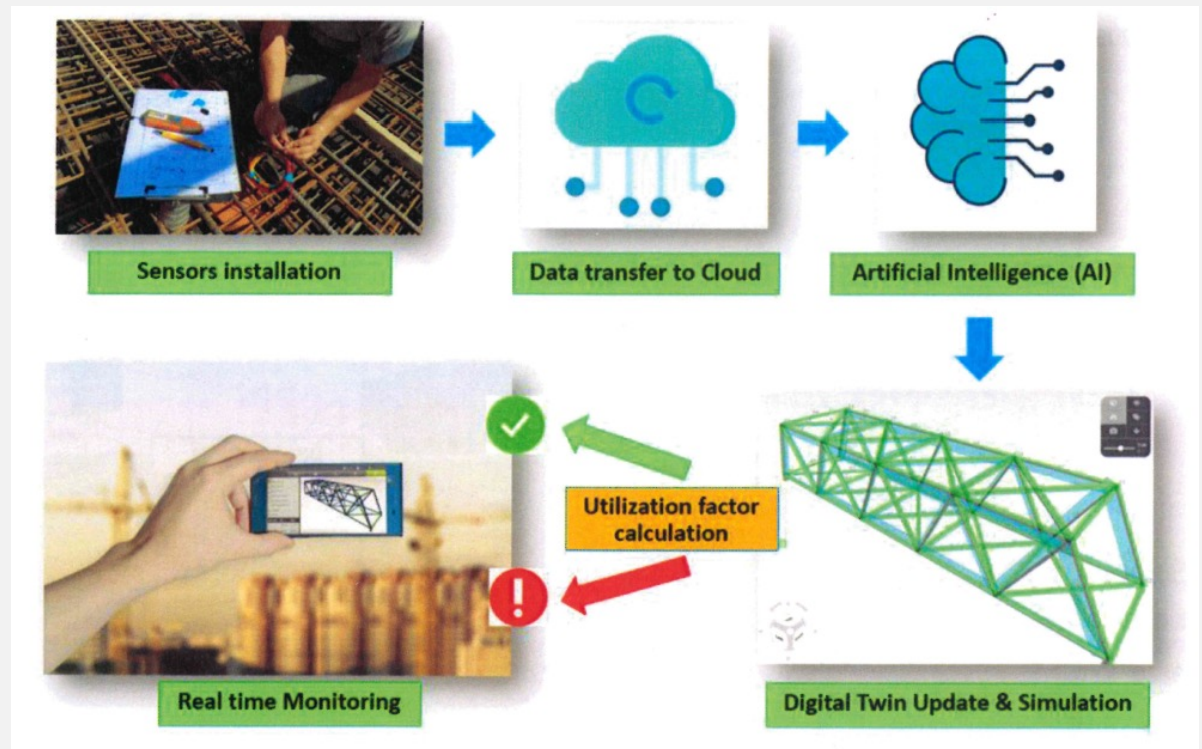 Sensors installation
Data transfer to Cloud
Artificial Intelligence (AI)
Utilization factor
calculation
Real time Monitoring
Digital Twin Update & Simulation